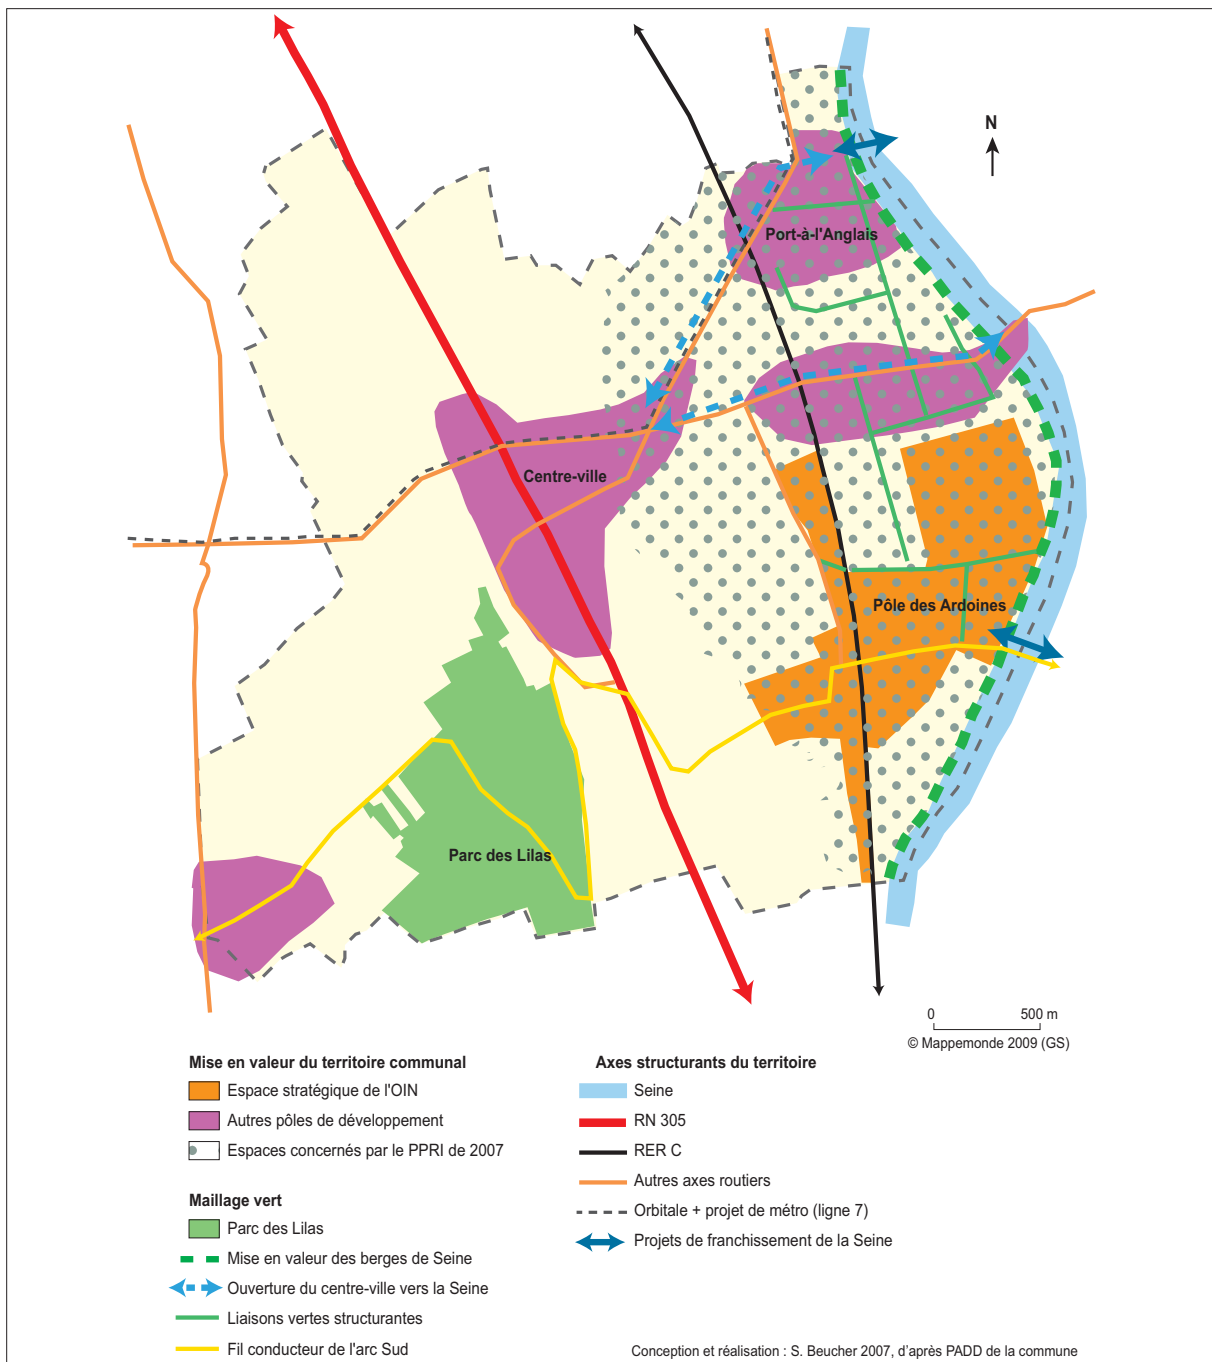 N
Port-à-l'Anglais
Centre-ville
Pôle des Ardoines
Parc des Lilas
0 500 m
© Mappemonde 2009 (GS)
Mise en valeur du territoire communal
Espace stratégique de l'OIN
Autres pôles de développement
Espaces concernés par le PPRI de 2007
Maillage vert
Parc des Lilas
Mise en valeur des berges de Seine
Ouverture du centre-ville vers la Seine
Liaisons vertes structurantes
Fil conducteur de l'arc Sud
Axes structurants du territoire
Seine
RN 305
RER C
Autres axes routiers
Orbitale + projet de métro (ligne 7)
Projets de franchissement de la Seine
Conception et réalisation : S. Beucher 2007, d'après PADD de la commune